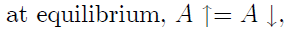 at equilibrium, A ↑= A ↓,